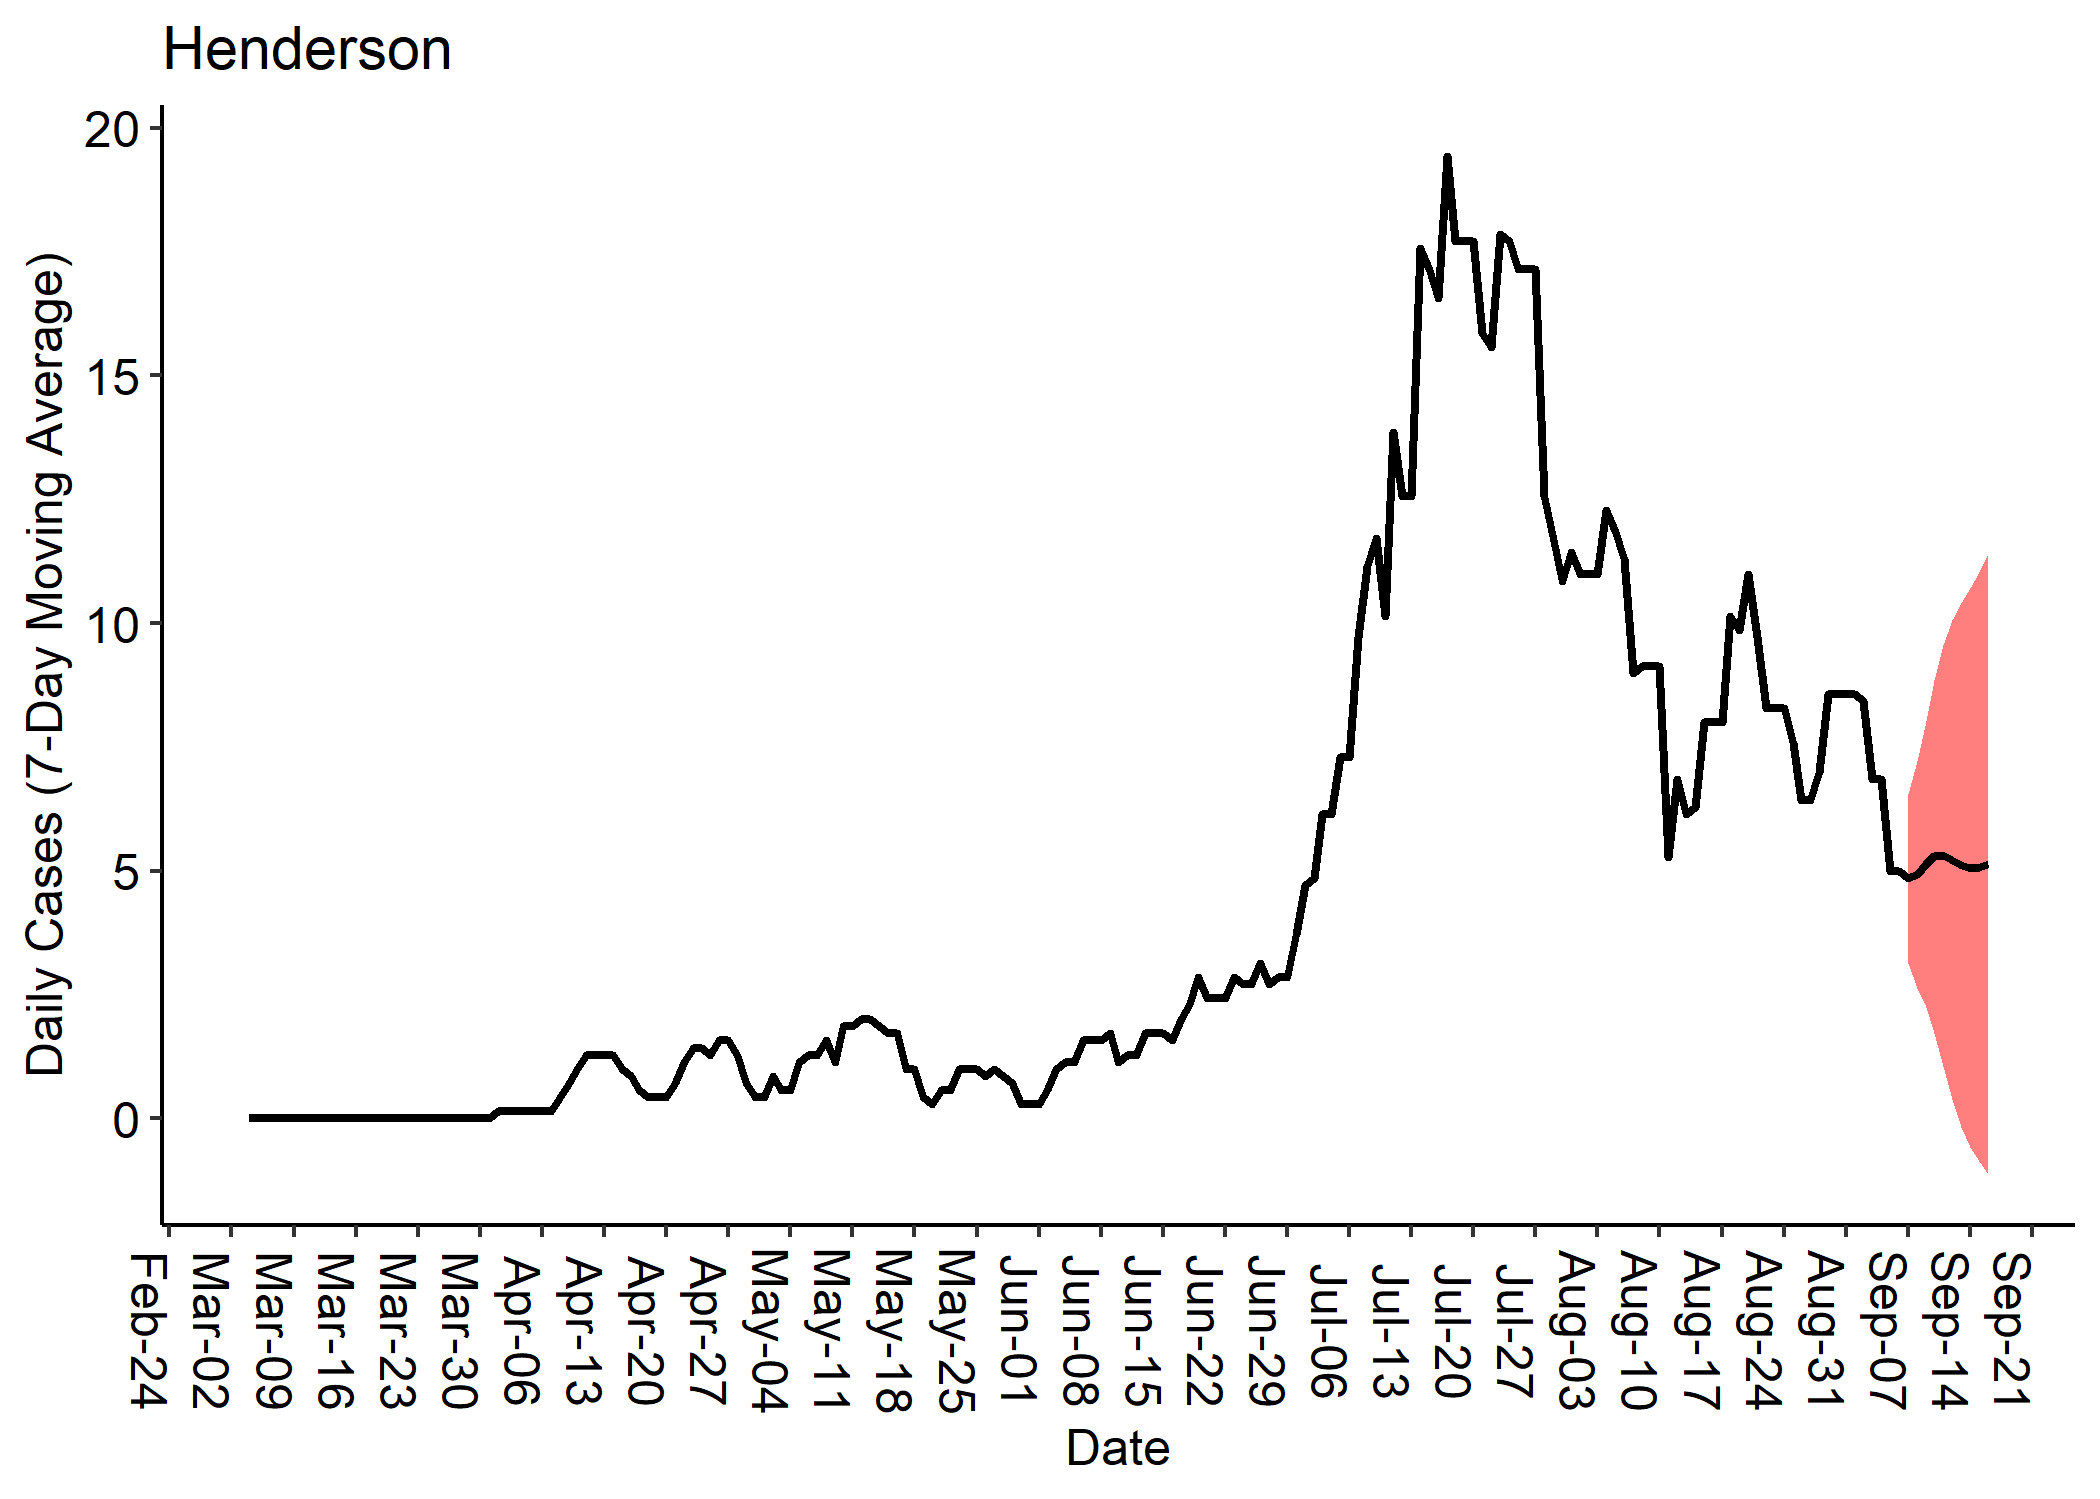 Henderson
Daily Cases (7-Day Moving Average)
20
15
10
5
0
Feb-24
Mar-02
Mar-09
Mar-16
Mar-23
Mar-30
Apr-06
Apr-13
Apr-20
Apr-27
May-04
May-11
May-18
May-25
Jun-01
Jun-08
Jun-15
Jun-22
Jun-29
Jul-06
Jul-13
Jul-20
Jul-27
Aug-03
Aug-10
Aug-17
Aug-24
Aug-31
Sep-07
Sep-14
Sep-21
Date